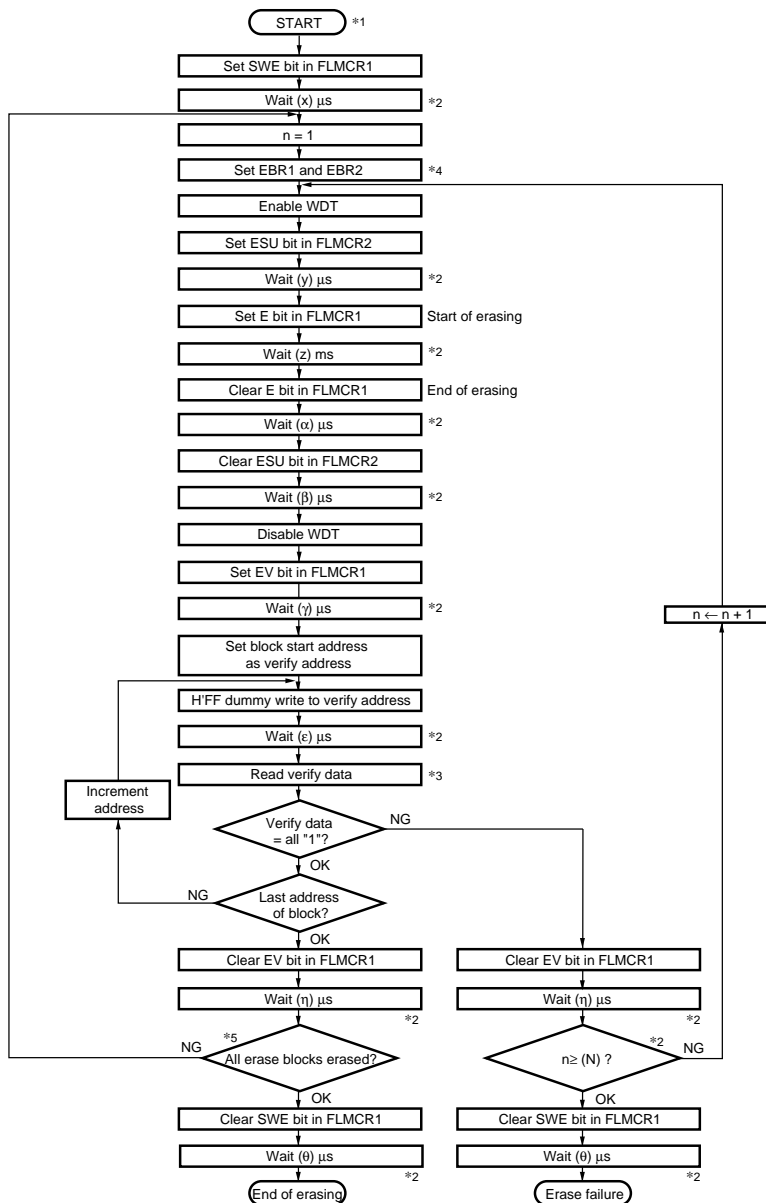 START *1
Set SWE bit in FLMCR1
Wait (x) μs *2
n = 1
Set EBR1 and EBR2 *4
Enable WDT
Set ESU bit in FLMCR2
Wait (y) μs *2
Set E bit in FLMCR1 Start of erasing
Wait (z) ms *2
Clear E bit in FLMCR1 End of erasing
Wait (α) μs *2
Clear ESU bit in FLMCR2
Wait (β) μs *2
Disable WDT
Set EV bit in FLMCR1
Wait (γ) μs *2
n ← n + 1
Set block start address
as verify address
H'FF dummy write to verify address
Wait (ε) μs *2
Read verify data *3
Increment
address
Verify data
= all "1"?
NG
OK
NG
Last address
of block?
OK
Clear EV bit in FLMCR1
Clear EV bit in FLMCR1
Wait (η) μs
*2
Wait (η) μs
*2
*5
NG
All erase blocks erased?
OK
*2
n≥ (N) ?
NG
OK
Clear SWE bit in FLMCR1
Clear SWE bit in FLMCR1
Wait (θ) μs
*2
Wait (θ) μs
*2
End of erasing
Erase failure